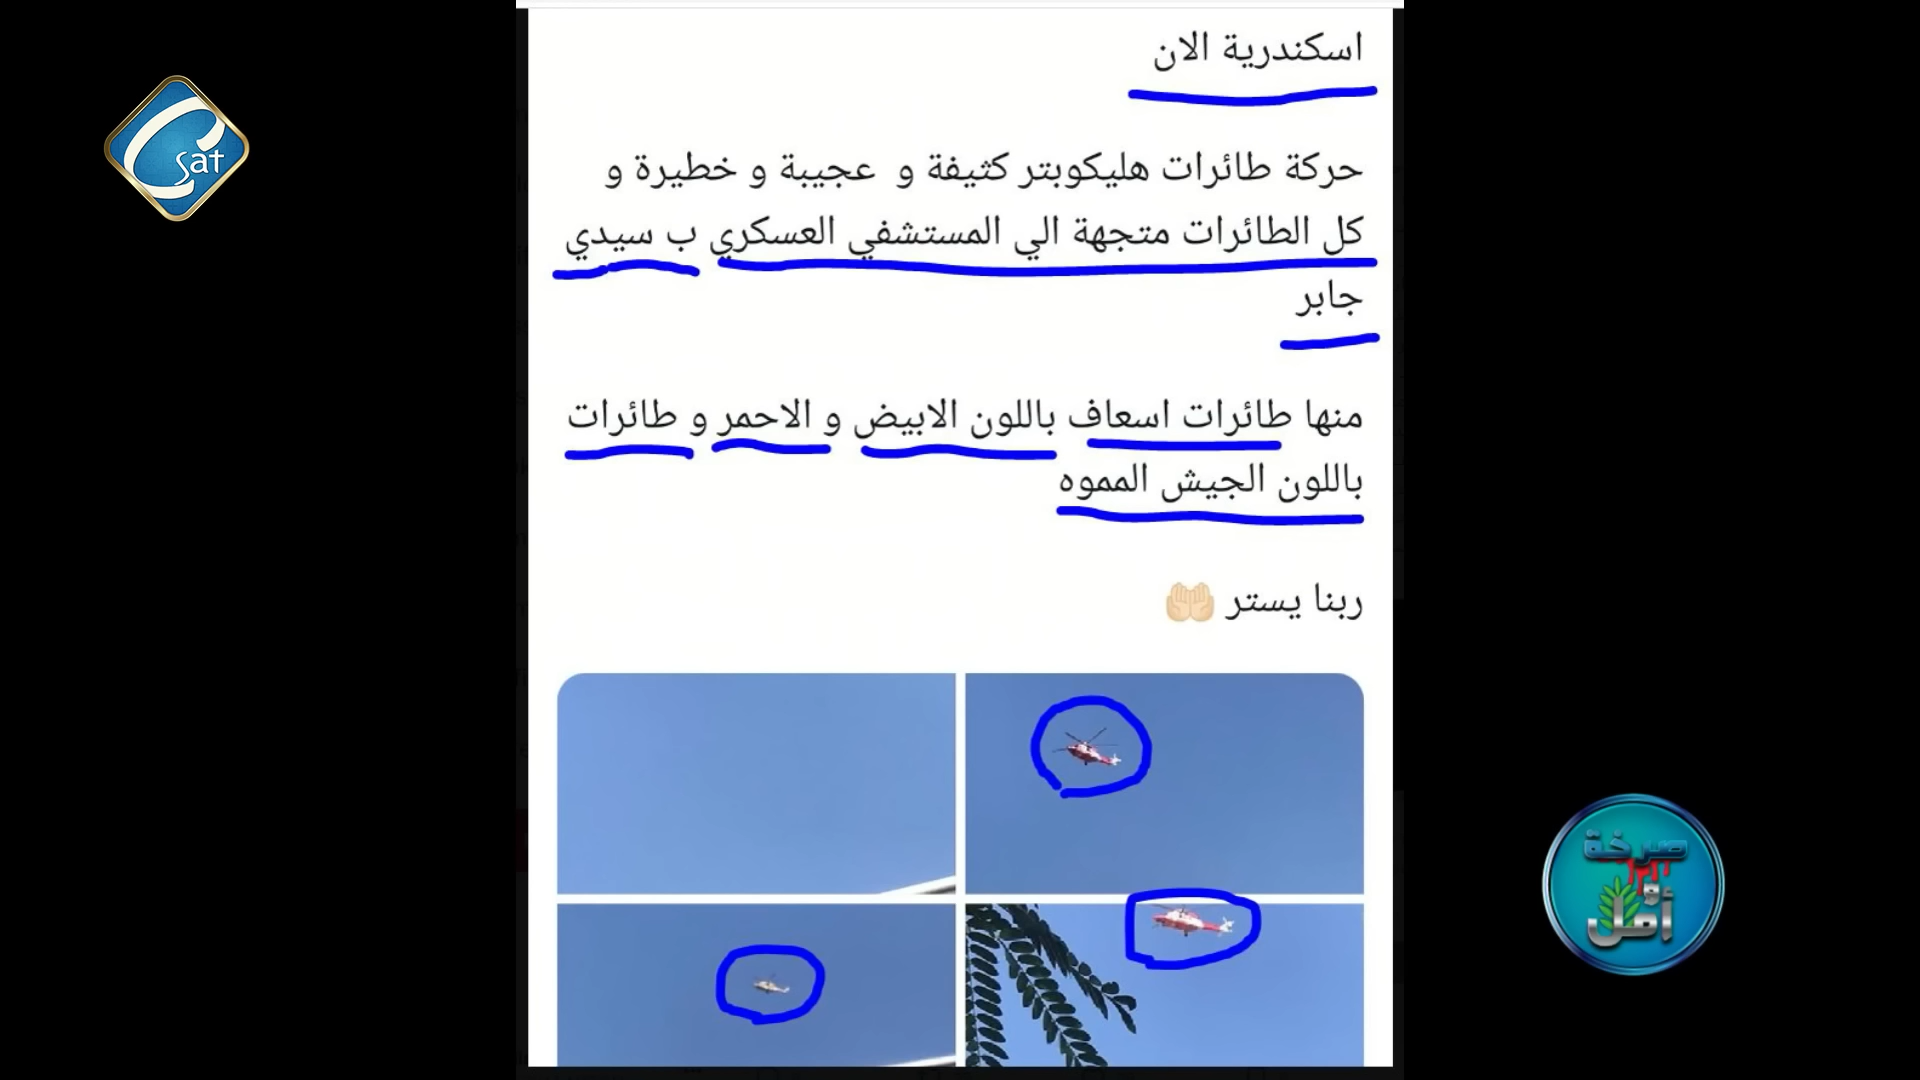 Csat
اسكندرية الان
حركة طائرات هليكوبتر كثيفة و عجيبة و خطيرة و
كل الطائرات متجهة الي المستشفي العسكري ب سيدي
جابر
منها طائرات اسعاف باللون الابيض و الاحمر و طائرات
باللون الجيش المموه
ربنا يستر 🤲🏻
صرخة
و
أمل